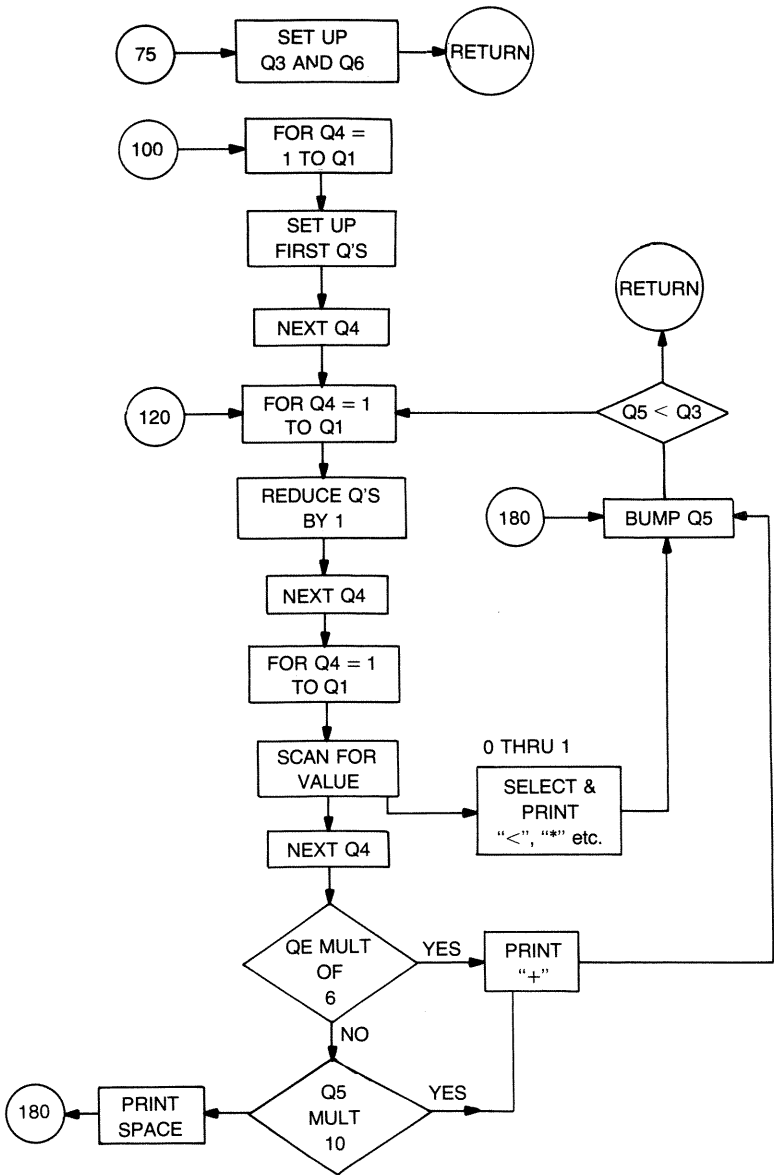 75
SET UP
Q3 AND Q6
RETURN
100
FOR Q4 =
1 TO Q1
SET UP
FIRST Q'S
NEXT Q4
RETURN
120
FOR Q4 = 1
TO Q1
Q5 < Q3
REDUCE Q'S
BY 1
180
BUMP Q5
NEXT Q4
FOR Q4 = 1
TO Q1
SCAN FOR
VALUE
0 THRU 1
SELECT &
PRINT
“<”, “*” etc.
NEXT Q4
QE MULT
OF
6
YES
PRINT
“+”
NO
Q5
MULT
10
YES
PRINT
SPACE
180